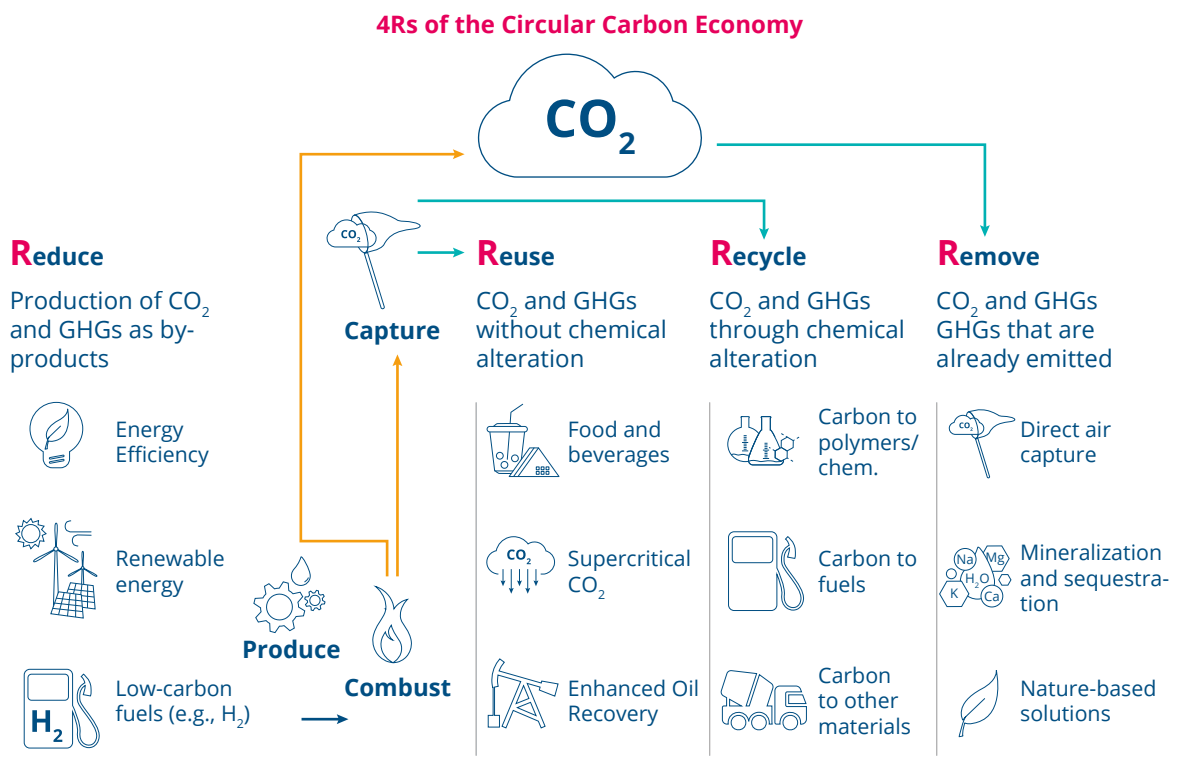 4Rs of the Circular Carbon Economy
CO2
CO2
Capture
Reduce
Production of CO2
and GHGs as by-
products
Energy
Efficiency
Renewable
energy
H2
Low-carbon
fuels (e.g., H2)
Produce
Combust
Reuse
CO2 and GHGs
without chemical
alteration
Food and
beverages
CO2
Supercritical
CO2
Enhanced Oil
Recovery
Recycle
CO2 and GHGs
through chemical
alteration
Carbon to
polymers/
chem.
Carbon to
fuels
Carbon
to other
materials
Remove
CO2 and GHGs
GHGs that are
already emitted
CO2
Direct air
capture
Na
Mg
H2O
K
Ca
Mineralization
and sequestra-
tion
Nature-based
solutions